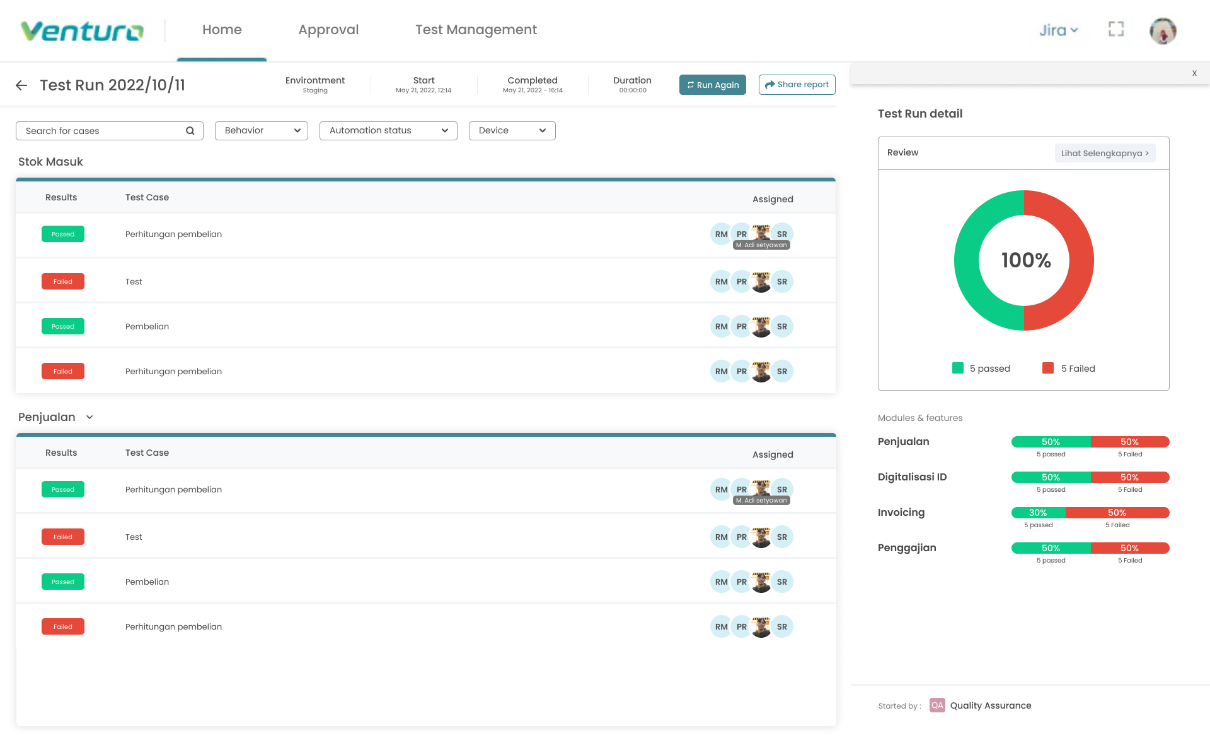 Venturo
Home Approval Test Management Jira
Test Run 2022/10/11
Environtment
Staging
Start
May 21, 2022, 12:14
Completed
May 21, 2022 - 16:14
Duration
00:00:00
Run Again
Share report
x
Search for cases
Behavior
Automation status
Device
Stok Masuk
Results Test Case Assigned
Passed Perhitungan pembelian RM PR SR
M. Adi setyawan
Failed Test RM PR SR
Passed Pembelian RM PR SR
Failed Perhitungan pembelian RM PR SR
Penjualan
Results Test Case Assigned
Passed Perhitungan pembelian RM PR SR
M. Adi setyawan
Failed Test RM PR SR
Passed Pembelian RM PR SR
Failed Perhitungan pembelian RM PR SR
Test Run detail
Review Lihat Selengkapnya >
100%
5 passed 5 Failed
Modules & features
Penjualan 50% 50%
5 passed 5 Failed
Digitalisasi ID 50% 50%
5 passed 5 Failed
Invoicing 30% 50%
5 passed 5 Failed
Penggajian 50% 50%
5 passed 5 Failed
Started by : QA Quality Assurance